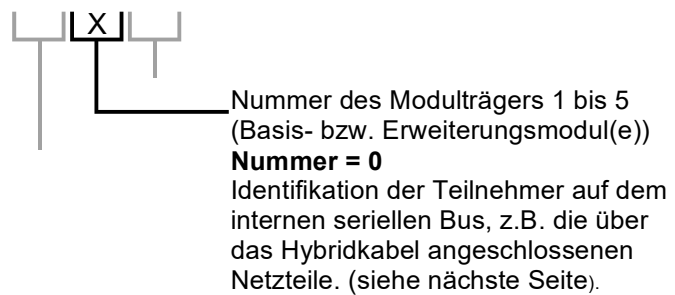 X
Nummer des Modulträgers 1 bis 5
(Basis- bzw. Erweiterungsmodul(e))
Nummer = 0
Identifikation der Teilnehmer auf dem
internen seriellen Bus, z.B. die über
das Hybridkabel angeschlossenen
Netzteile. (siehe nächste Seite).